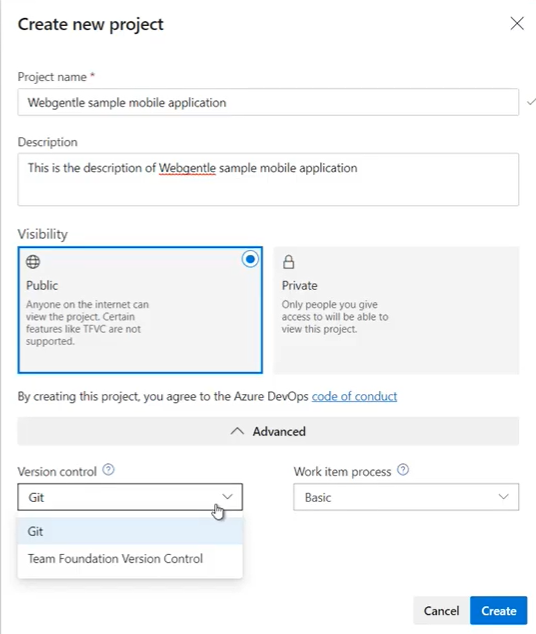 Create new project
Project name *
Webgentle sample mobile application
Description
This is the description of Webgentle sample mobile application
Visibility
Public
Anyone on the internet can
view the project. Certain
features like TFVC are not
supported.
Private
Only people you give
access to will be able to
view this project.
By creating this project, you agree to the Azure DevOps code of conduct
Advanced
Version control
Work item process
Git
Basic
Git
Team Foundation Version Control
Cancel
Create